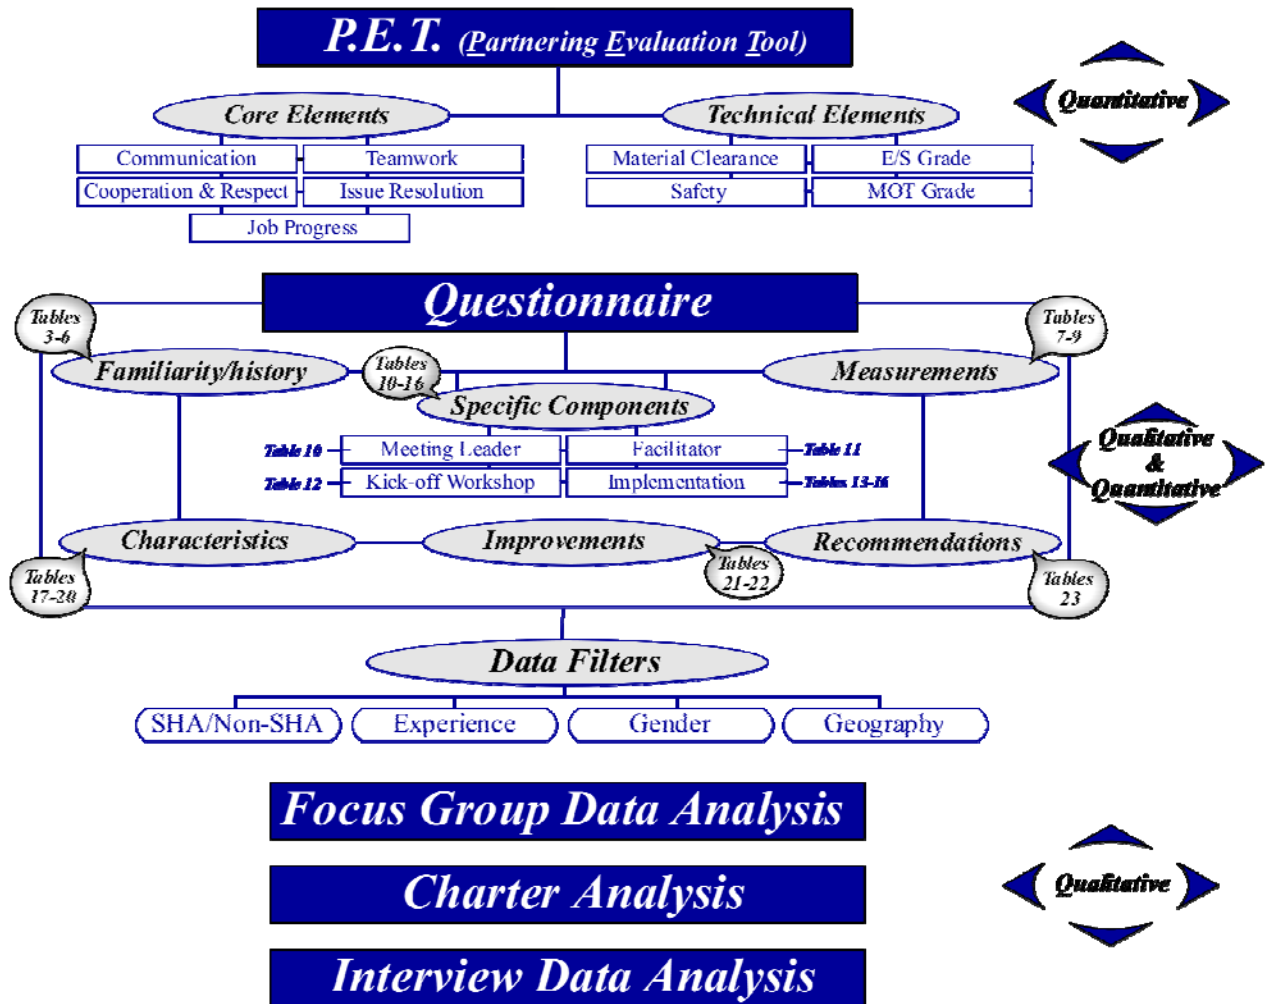 P.E.T. (Partnering Evaluation Tool)
Quantitative
Core Elements
Technical Elements
Communication
Teamwork
Material Clearance
E/S Grade
Cooperation & Respect
Issue Resolution
Safety
MOT Grade
Job Progress
Questionnaire
Tables
3-6
Tables
7-9
Familiarity/history
Tables
10-16
Measurements
Specific Components
Table 10
Meeting Leader
Facilitator
Table 11
Table 12
Kick-off Workshop
Implementation
Tables 13-16
Qualitative
&
Quantitative
Characteristics
Improvements
Recommendations
Tables
17-20
Tables
21-22
Tables
23
Data Filters
SHA/Non-SHA
Experience
Gender
Geography
Focus Group Data Analysis
Charter Analysis
Qualitative
Interview Data Analysis